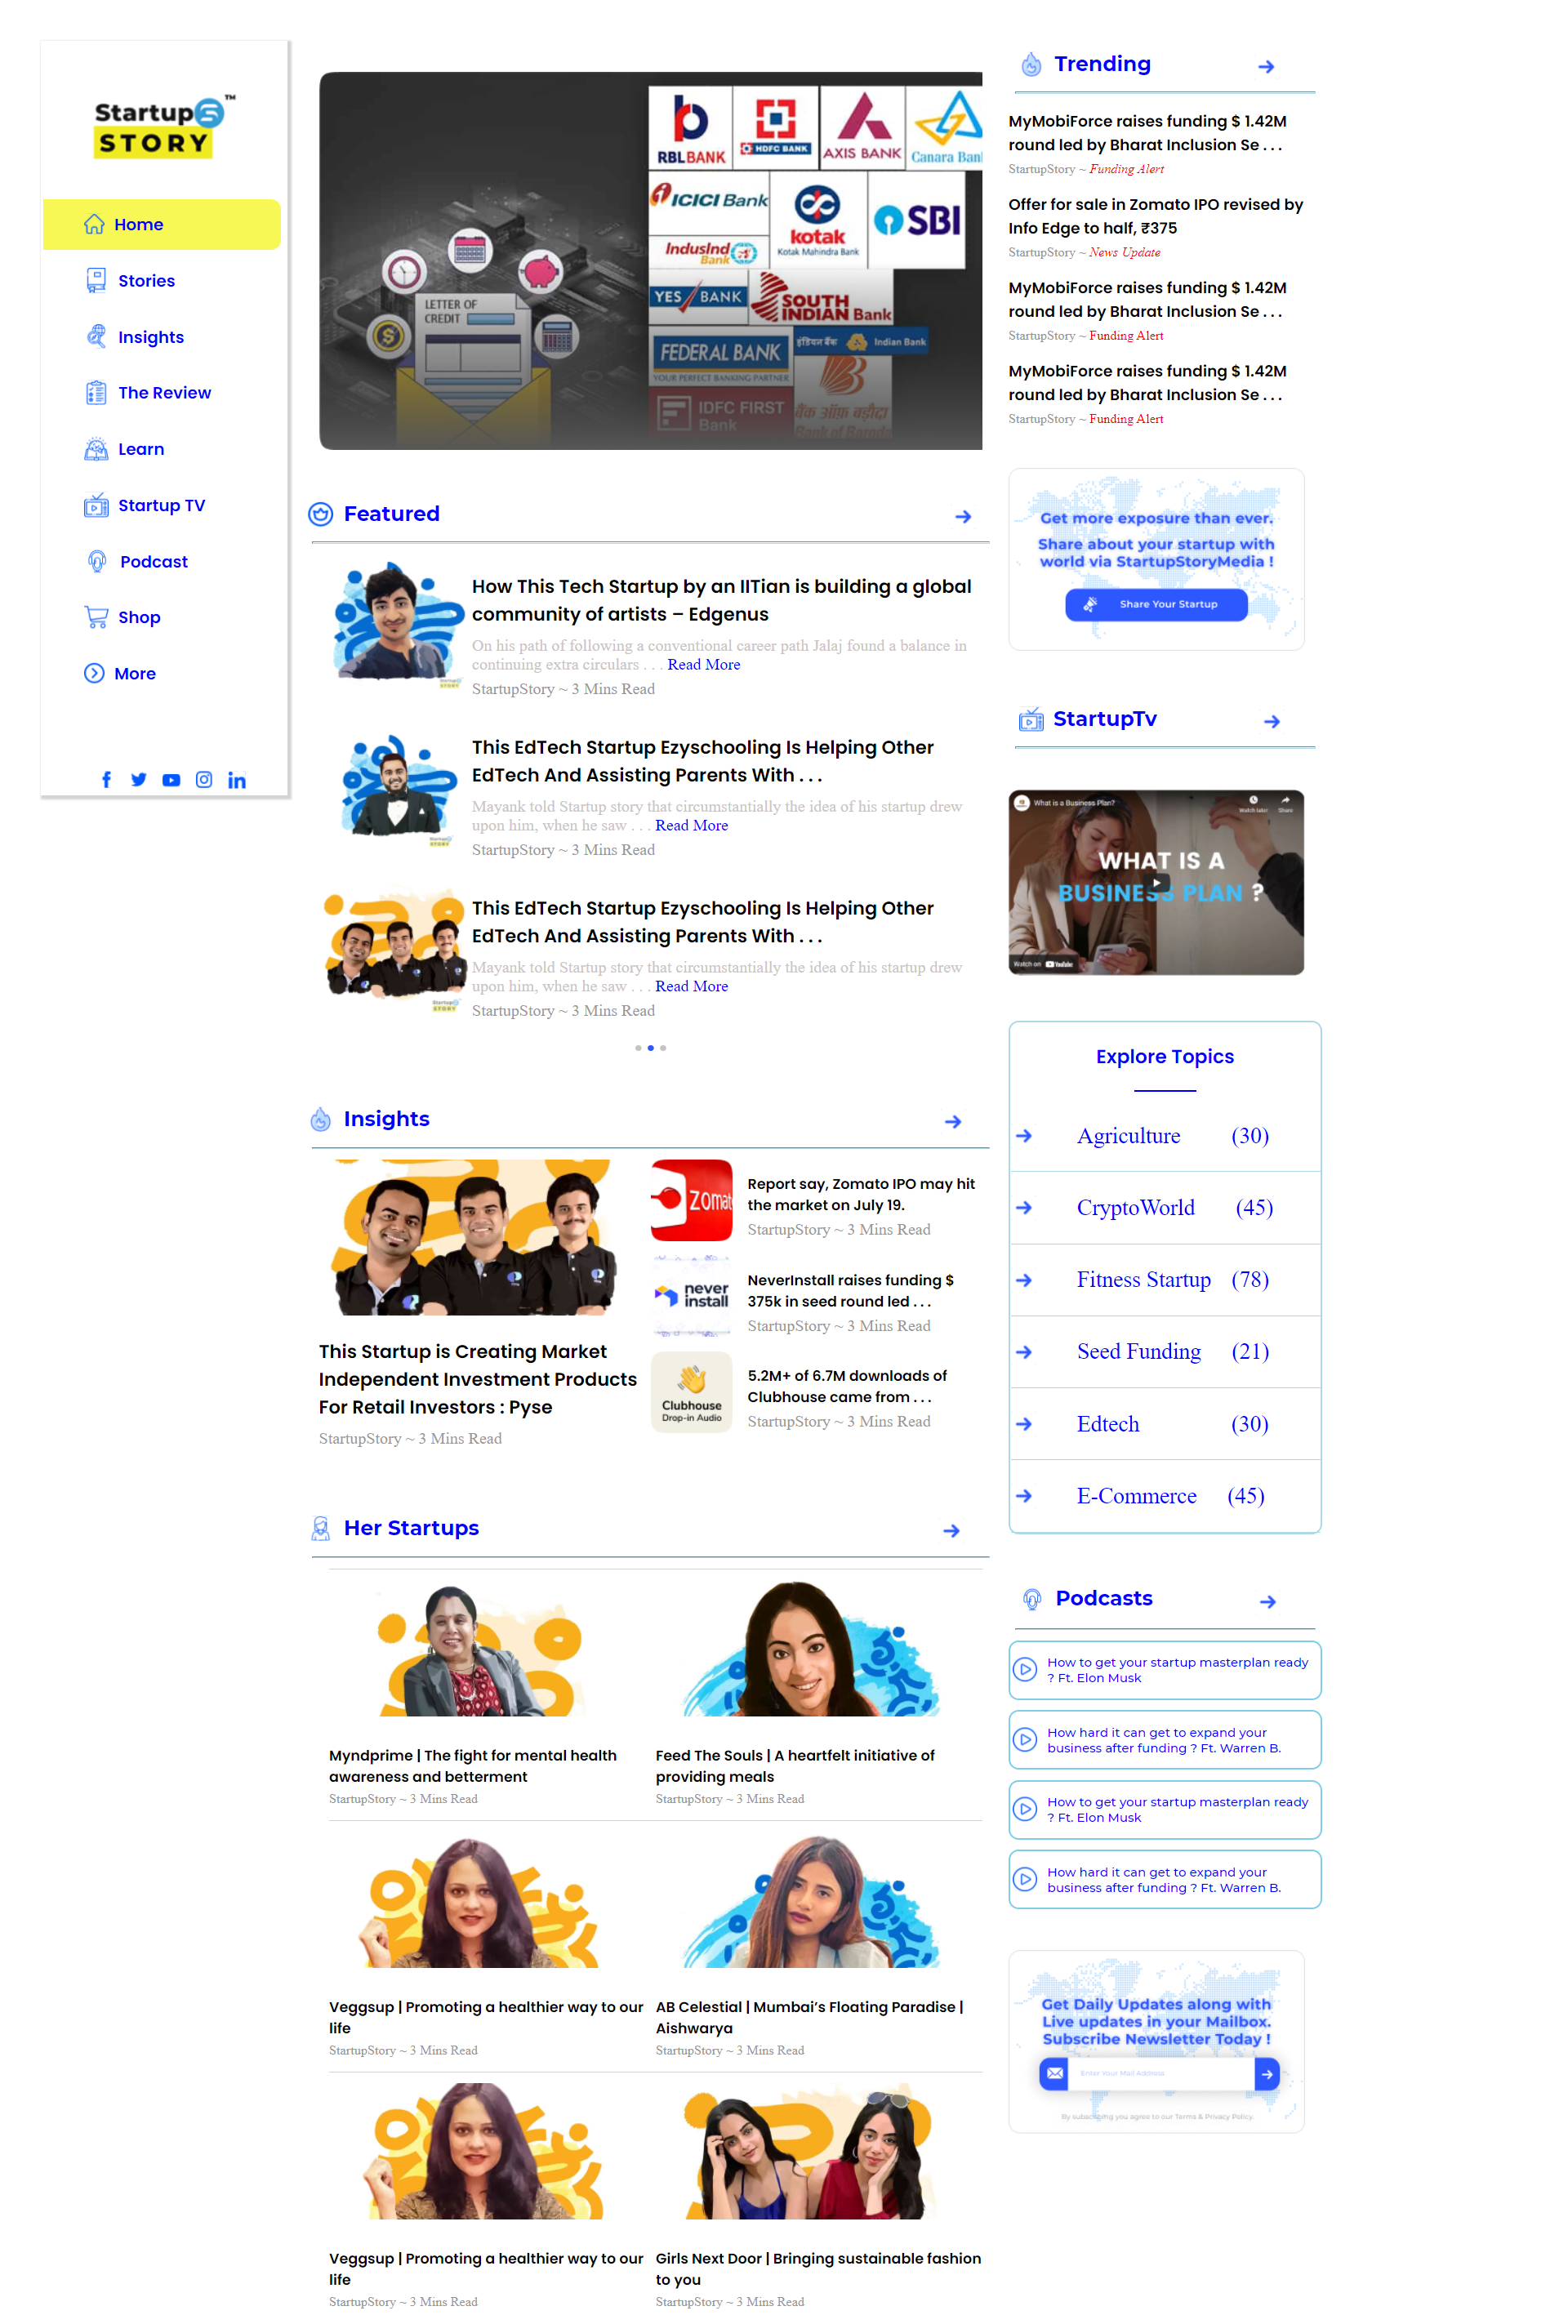 Startup S ™
STORY
Home
Stories
Insights
The Review
Learn
Startup TV
Podcast
Shop
More
RBL BANK
HDFC BANK
AXIS BANK
Canara Ban
ICICI Bank
kotak
Kotak Mahindra Bank
SBI
IndusInd
Bank
YES BANK
SOUTH
INDIAN Bank
LETTER OF
CREDIT
FEDERAL BANK
YOUR PERFECT BANKING PARTNER
इंडियन बैंक
Indian Bank
IDFC FIRST
Bank
बैंक ऑफ़ बड़ौदा
Bank of Baroda
Featured
How This Tech Startup by an IITian is building a global
community of artists – Edgenus
On his path of following a conventional career path Jalaj found a balance in
continuing extra circulars . . . Read More
StartupStory ~ 3 Mins Read
This EdTech Startup Ezyschooling Is Helping Other
EdTech And Assisting Parents With . . .
Mayank told Startup story that circumstantially the idea of his startup drew
upon him, when he saw . . . Read More
StartupStory ~ 3 Mins Read
This EdTech Startup Ezyschooling Is Helping Other
EdTech And Assisting Parents With . . .
Mayank told Startup story that circumstantially the idea of his startup drew
upon him, when he saw . . . Read More
StartupStory ~ 3 Mins Read
Insights
This Startup is Creating Market
Independent Investment Products
For Retail Investors : Pyse
StartupStory ~ 3 Mins Read
zomat
Report say, Zomato IPO may hit
the market on July 19.
StartupStory ~ 3 Mins Read
never
install
NeverInstall raises funding $
375k in seed round led . . .
StartupStory ~ 3 Mins Read
Clubhouse
Drop-in Audio
5.2M+ of 6.7M downloads of
Clubhouse came from . . .
StartupStory ~ 3 Mins Read
Her Startups
Myndprime | The fight for mental health
awareness and betterment
StartupStory ~ 3 Mins Read
Feed The Souls | A heartfelt initiative of
providing meals
StartupStory ~ 3 Mins Read
Veggsup | Promoting a healthier way to our
life
StartupStory ~ 3 Mins Read
AB Celestial | Mumbai’s Floating Paradise |
Aishwarya
StartupStory ~ 3 Mins Read
Veggsup | Promoting a healthier way to our
life
StartupStory ~ 3 Mins Read
Girls Next Door | Bringing sustainable fashion
to you
StartupStory ~ 3 Mins Read
Trending
MyMobiForce raises funding $ 1.42M
round led by Bharat Inclusion Se . . .
StartupStory ~ Funding Alert
Offer for sale in Zomato IPO revised by
Info Edge to half, ₹375
StartupStory ~ News Update
MyMobiForce raises funding $ 1.42M
round led by Bharat Inclusion Se . . .
StartupStory ~ Funding Alert
MyMobiForce raises funding $ 1.42M
round led by Bharat Inclusion Se . . .
StartupStory ~ Funding Alert
Get more exposure than ever.
Share about your startup with
world via StartupStoryMedia !
Share Your Startup
StartupTv
What is a Business Plan?
Watch later
Share
WHAT IS A
BUSINESS PLAN ?
Watch on YouTube
Explore Topics
Agriculture (30)
CryptoWorld (45)
Fitness Startup (78)
Seed Funding (21)
Edtech (30)
E-Commerce (45)
Podcasts
How to get your startup masterplan ready
? Ft. Elon Musk
How hard it can get to expand your
business after funding ? Ft. Warren B.
How to get your startup masterplan ready
? Ft. Elon Musk
How hard it can get to expand your
business after funding ? Ft. Warren B.
Get Daily Updates along with
Live updates in your Mailbox.
Subscribe Newsletter Today !
Enter Your Mail Address
By subscribing you agree to our Terms & Privacy Policy.